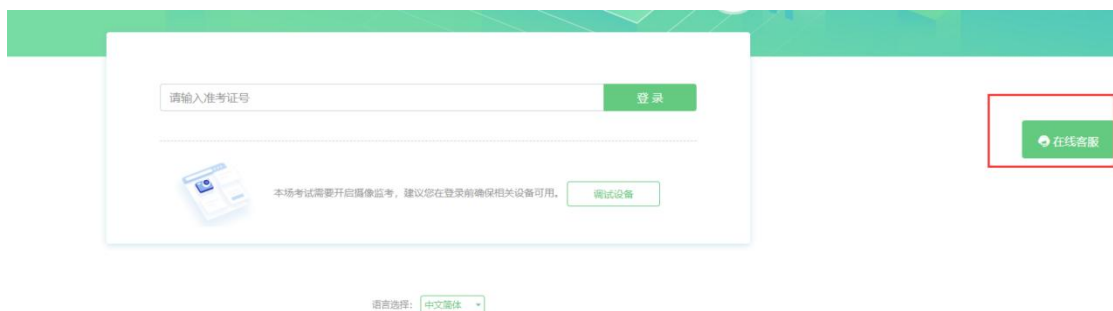 请输入准考证号
登 录
在线客服
本场考试需要开启摄像监考，建议您在登录前确保相关设备可用。
调试设备
语言选择：
中文简体